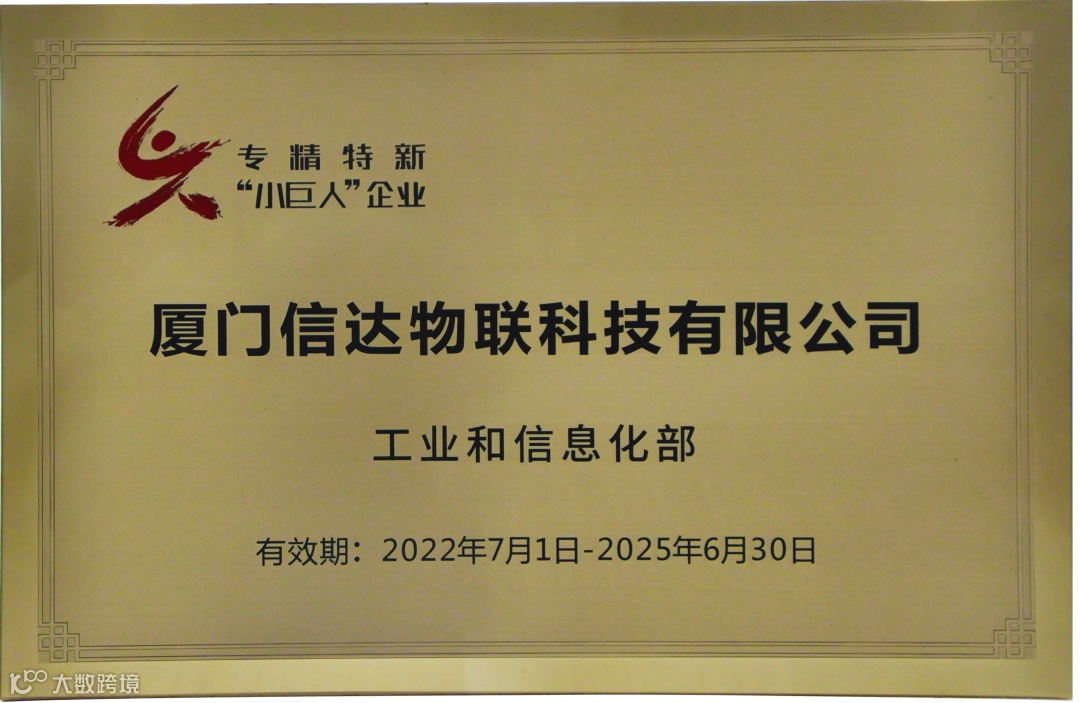 专精特新
“小巨人”企业
厦门信达物联科技有限公司
工业和信息化部
有效期：2022年7月1日-2025年6月30日
大数跨境